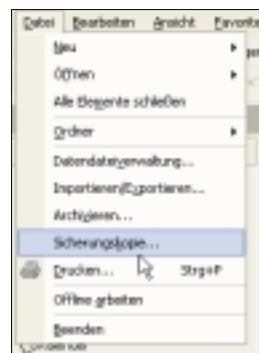 Datei Bearbeiten Ansicht Favorite
Neu
Öffnen
Alle Elemente schließen
Ordner
Datendateiverwaltung...
Importieren/Exportieren...
Archivieren...
Sicherungskopie...
Drucken... Strg+P
Offline arbeiten
Beenden